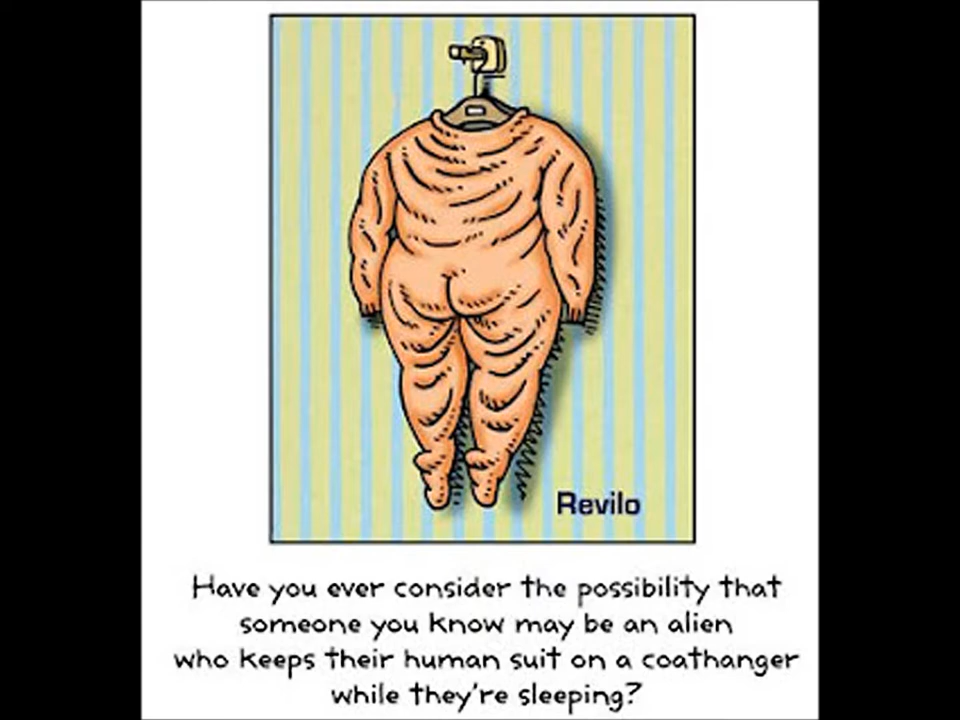 Revilo
Have you ever consider the possibility that
someone you know may be an alien
who keeps their human suit on a coathanger
while they're sleeping?